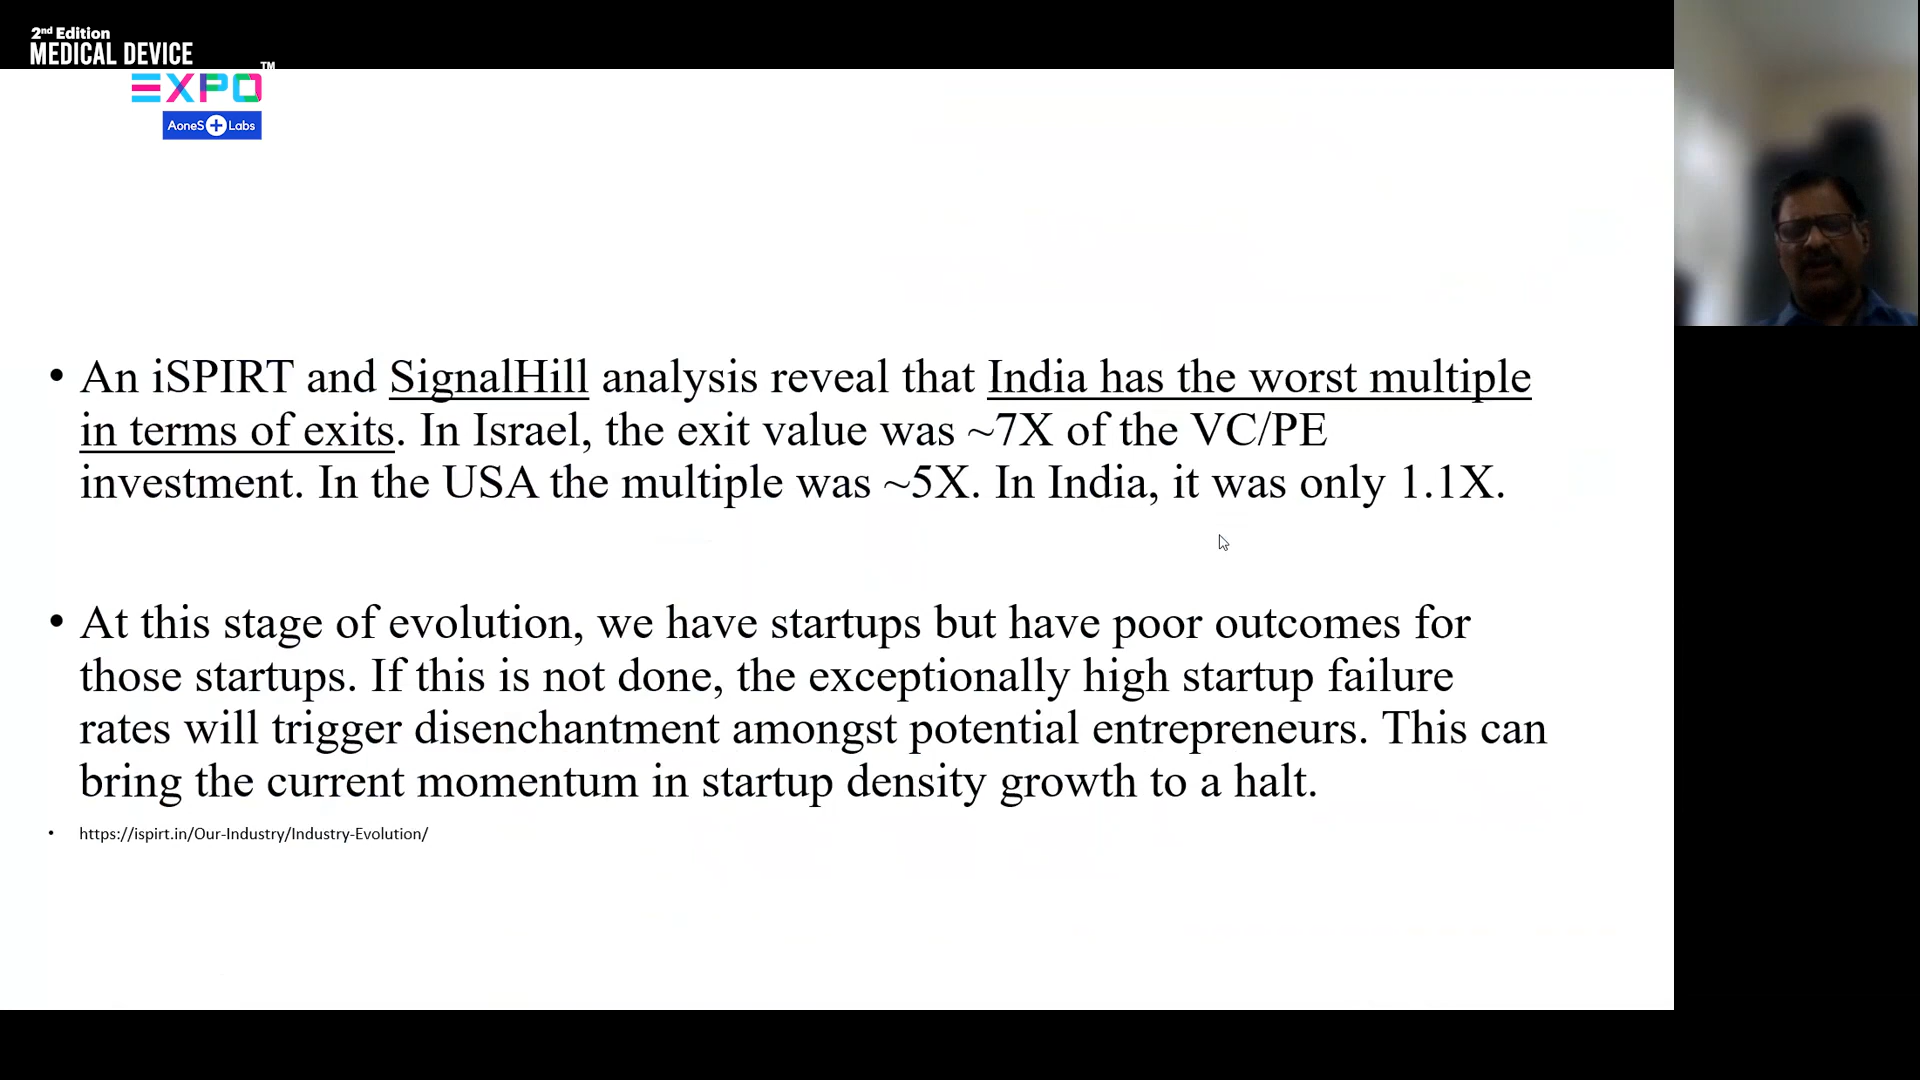 2nd Edition
MEDICAL DEVICE
EXPO TM
AoneS Labs
• An iSPIRT and SignalHill analysis reveal that India has the worst multiple
in terms of exits. In Israel, the exit value was ~7X of the VC/PE
investment. In the USA the multiple was ~5X. In India, it was only 1.1X.
• At this stage of evolution, we have startups but have poor outcomes for
those startups. If this is not done, the exceptionally high startup failure
rates will trigger disenchantment amongst potential entrepreneurs. This can
bring the current momentum in startup density growth to a halt.
• https://ispirt.in/Our-Industry/Industry-Evolution/